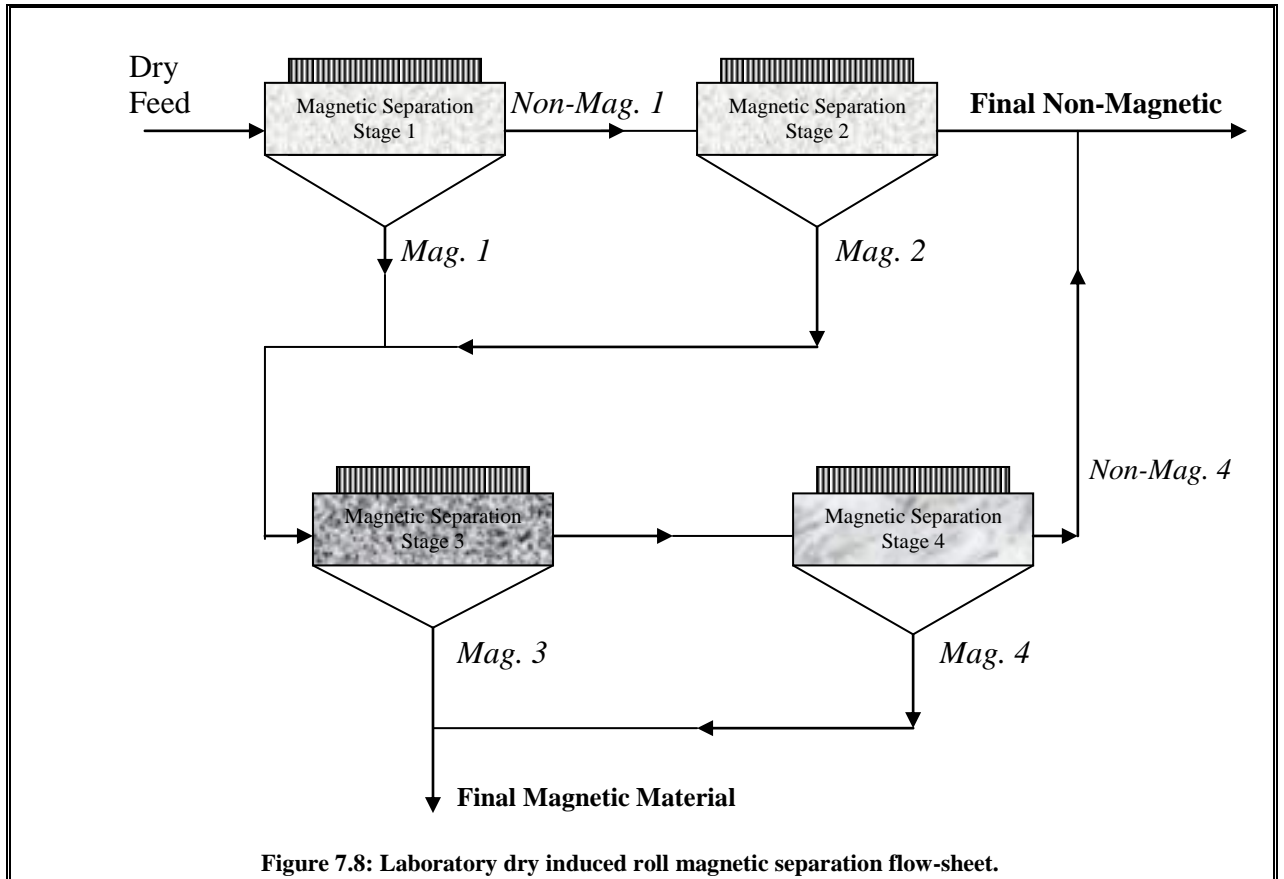 Dry
Feed
Magnetic Separation
Stage 1
Non-Mag. 1
Magnetic Separation
Stage 2
Final Non-Magnetic
Mag. 1
Mag. 2
Magnetic Separation
Stage 3
Magnetic Separation
Stage 4
Non-Mag. 4
Mag. 3
Mag. 4
Final Magnetic Material
Figure 7.8: Laboratory dry induced roll magnetic separation flow-sheet.